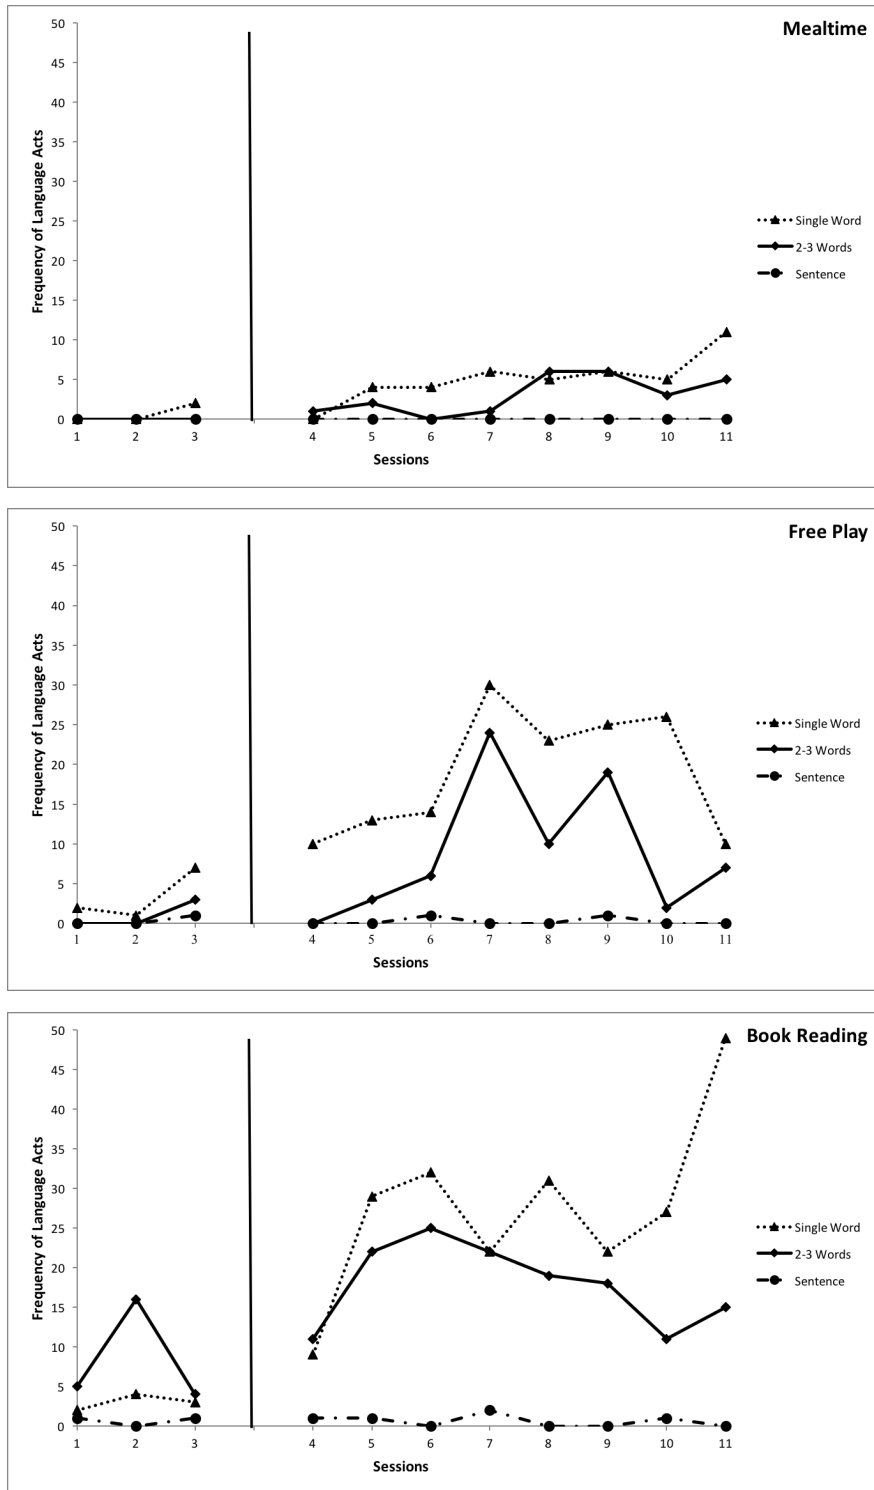 Mealtime
Frequency of Language Acts
50
45
40
35
30
25
20
15
10
5
0
Single Word
2-3 Words
Sentence
1 2 3 4 5 6 7 8 9 10 11
Sessions
Free Play
Frequency of Language Acts
50
45
40
35
30
25
20
15
10
5
0
Single Word
2-3 Words
Sentence
1 2 3 4 5 6 7 8 9 10 11
Sessions
Book Reading
Frequency of Language Acts
50
45
40
35
30
25
20
15
10
5
0
Single Word
2-3 Words
Sentence
1 2 3 4 5 6 7 8 9 10 11
Sessions